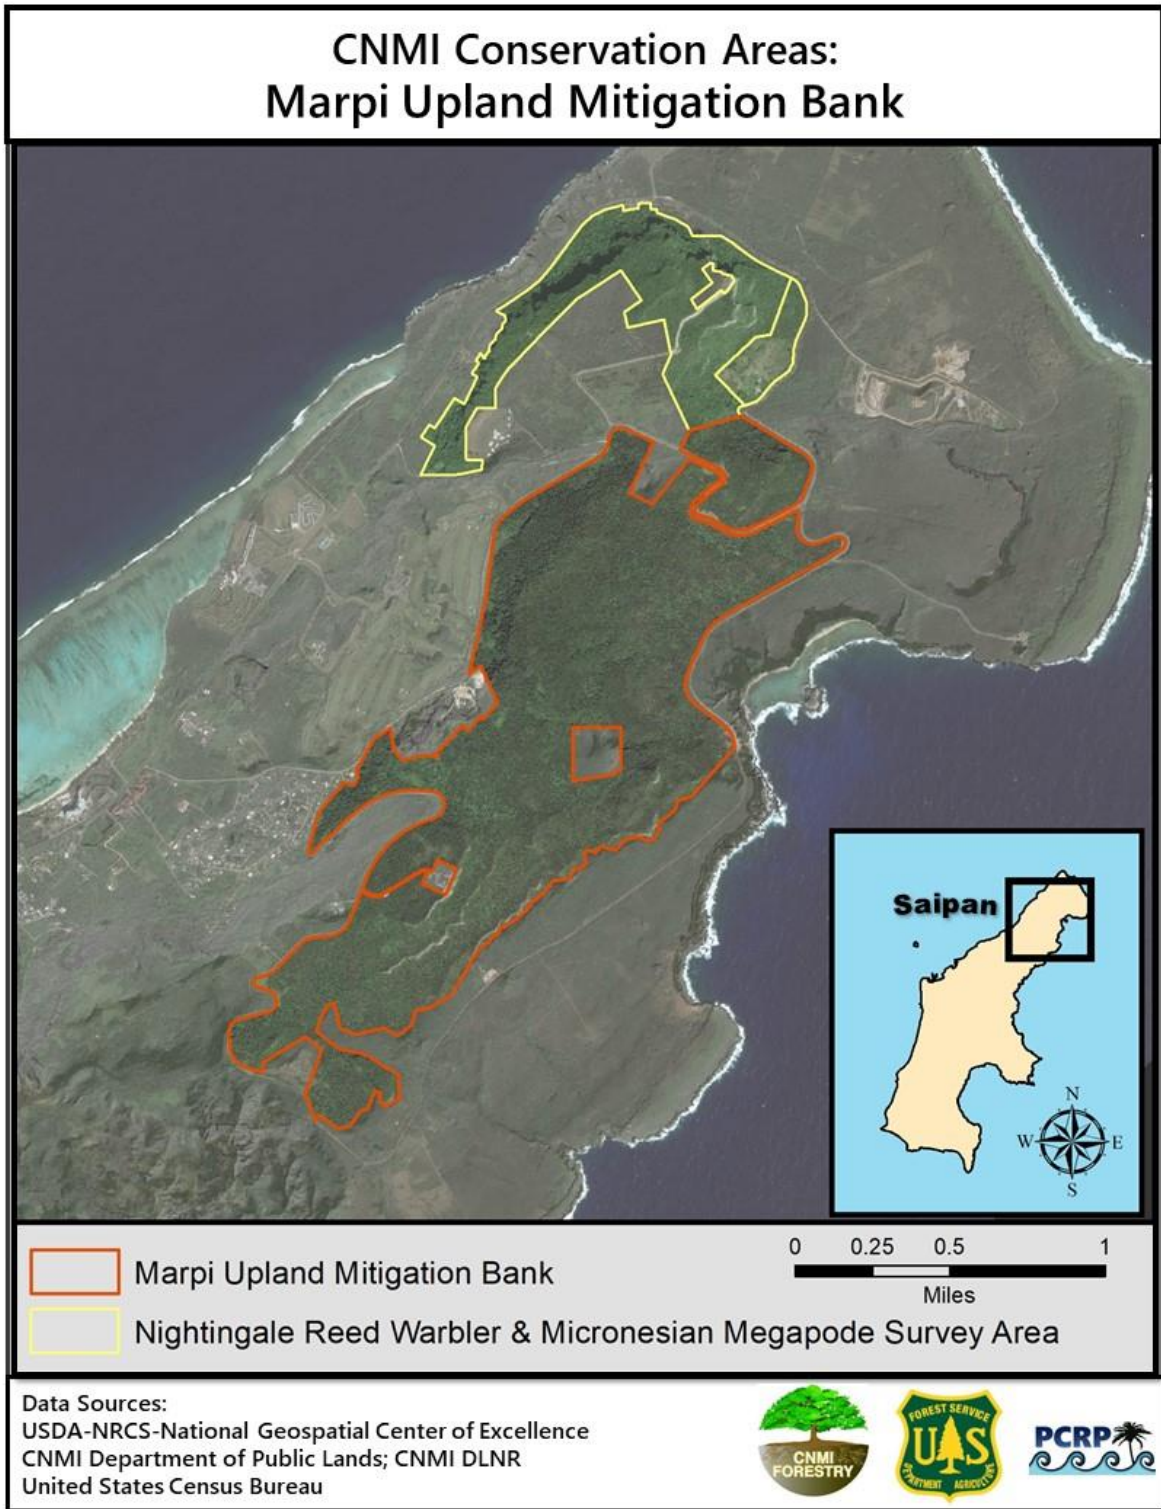 CNMI Conservation Areas:
Marpi Upland Mitigation Bank
Saipan
N
W E
S
0 0.25 0.5 1
Miles
Marpi Upland Mitigation Bank
Nightingale Reed Warbler & Micronesian Megapode Survey Area
Data Sources:
USDA-NRCS-National Geospatial Center of Excellence
CNMI Department of Public Lands; CNMI DLNR
United States Census Bureau
CNMI
FORESTRY
FOREST SERVICE
U S
DEPARTMENT AGRICULTURE
PCRP